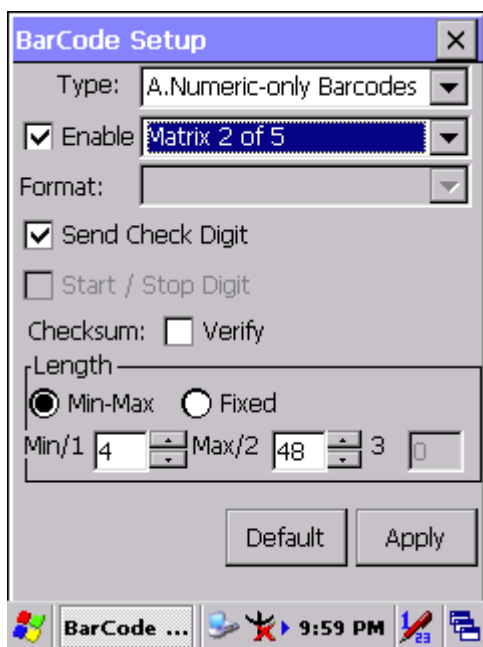 BarCode Setup
Type: A.Numeric-only Barcodes
Enable Matrix 2 of 5
Format:
Send Check Digit
Start / Stop Digit
Checksum: Verify
Length
Min-Max Fixed
Min/1 4 Max/2 48 3 0
Default Apply
BarCode ... 9:59 PM 1 23